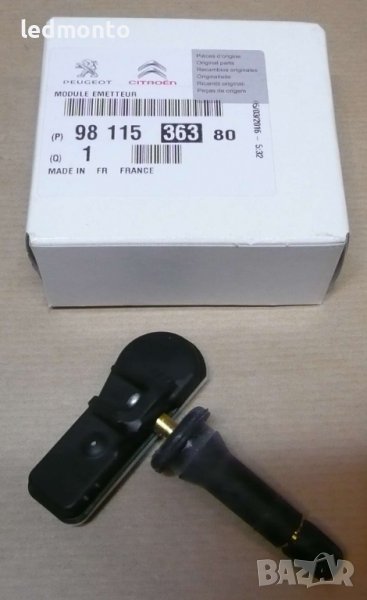 ledmonto
PEUGEOT CITROËN
Pièces d'origine
Original parts
Recambios originales
Originalteile
Ricambi originali
Peças de origem
MODULE EMETTEUR
(P) 98 115 363 80
(Q) 1
MADE IN FR FRANCE
BAZAR